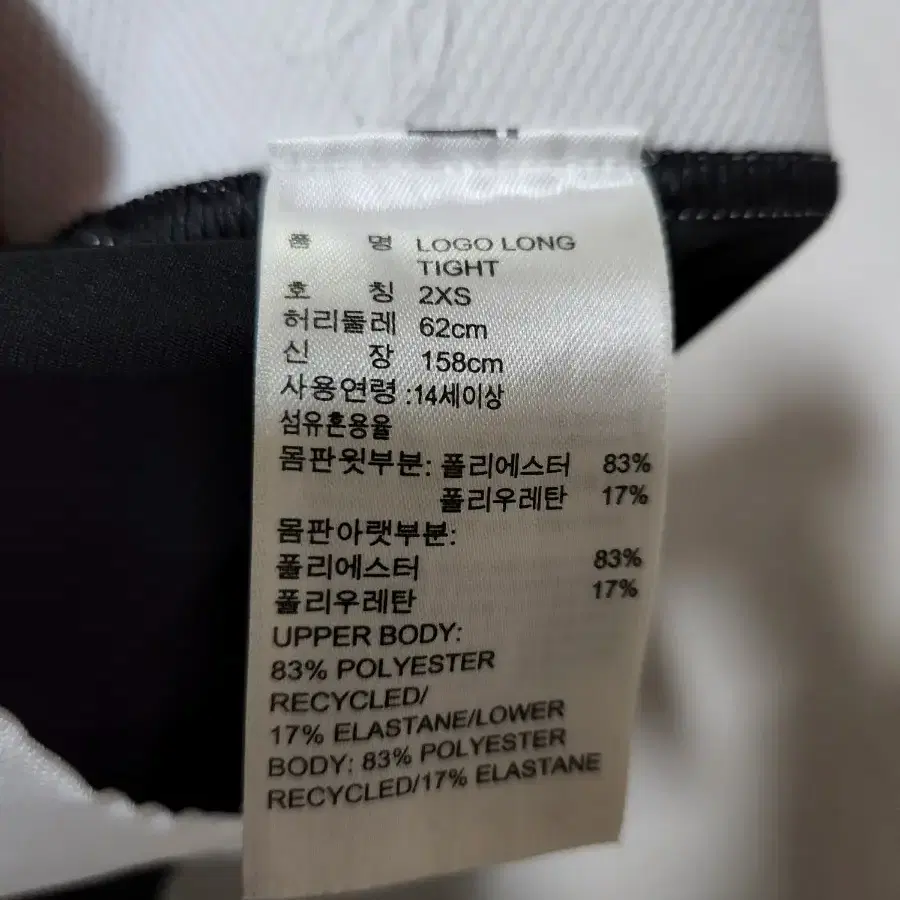 품 명 LOGO LONG
TIGHT
호 칭 2XS
허리둘레 62cm
신 장 158cm
사용연령 :14세이상
섬유혼용율
몸판윗부분: 폴리에스터 83%
폴리우레탄 17%
몸판아랫부분:
폴리에스터 83%
폴리우레탄 17%
UPPER BODY:
83% POLYESTER
RECYCLED/
17% ELASTANE/LOWER
BODY: 83% POLYESTER
RECYCLED/17% ELASTANE